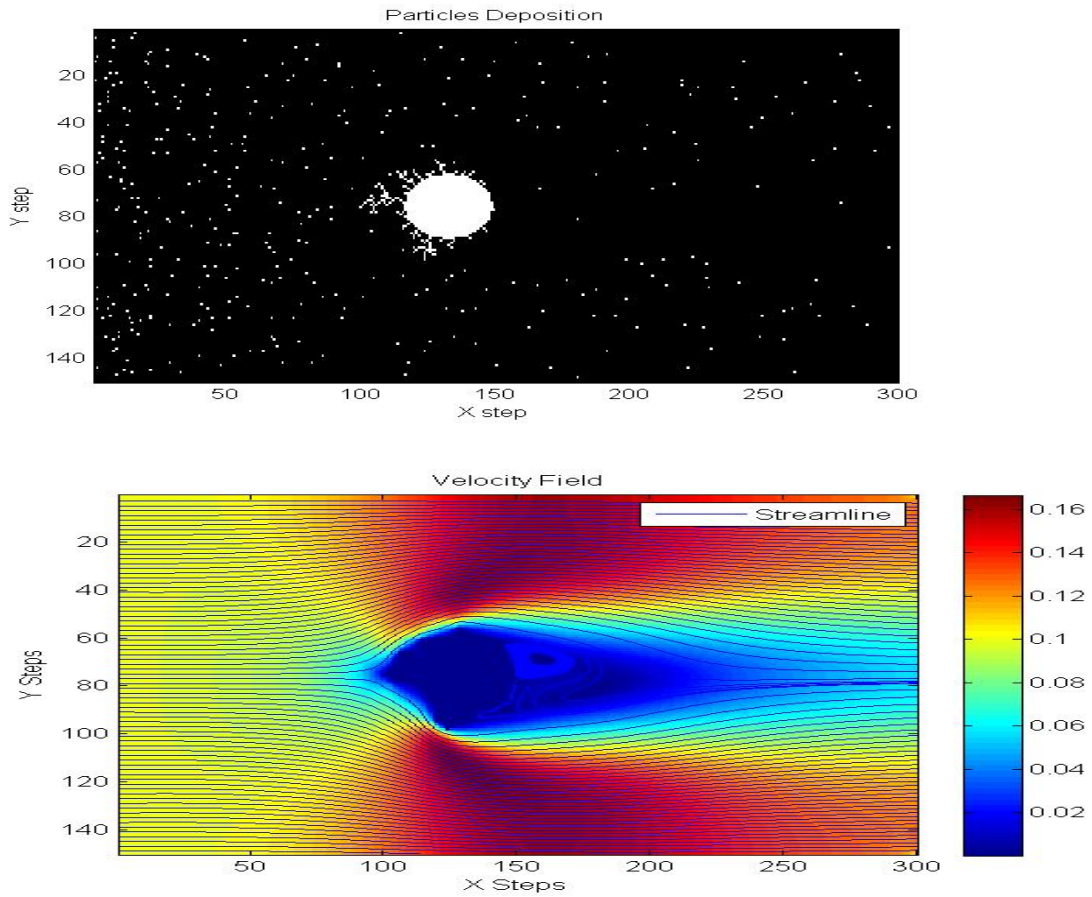 Particles Deposition
20
40
60
80
100
120
140
Y step
50 100 150 200 250 300
X step
Velocity Field
Streamline
20
40
60
80
100
120
140
Y Steps
50 100 150 200 250 300
X Steps
0.16
0.14
0.12
0.1
0.08
0.06
0.04
0.02